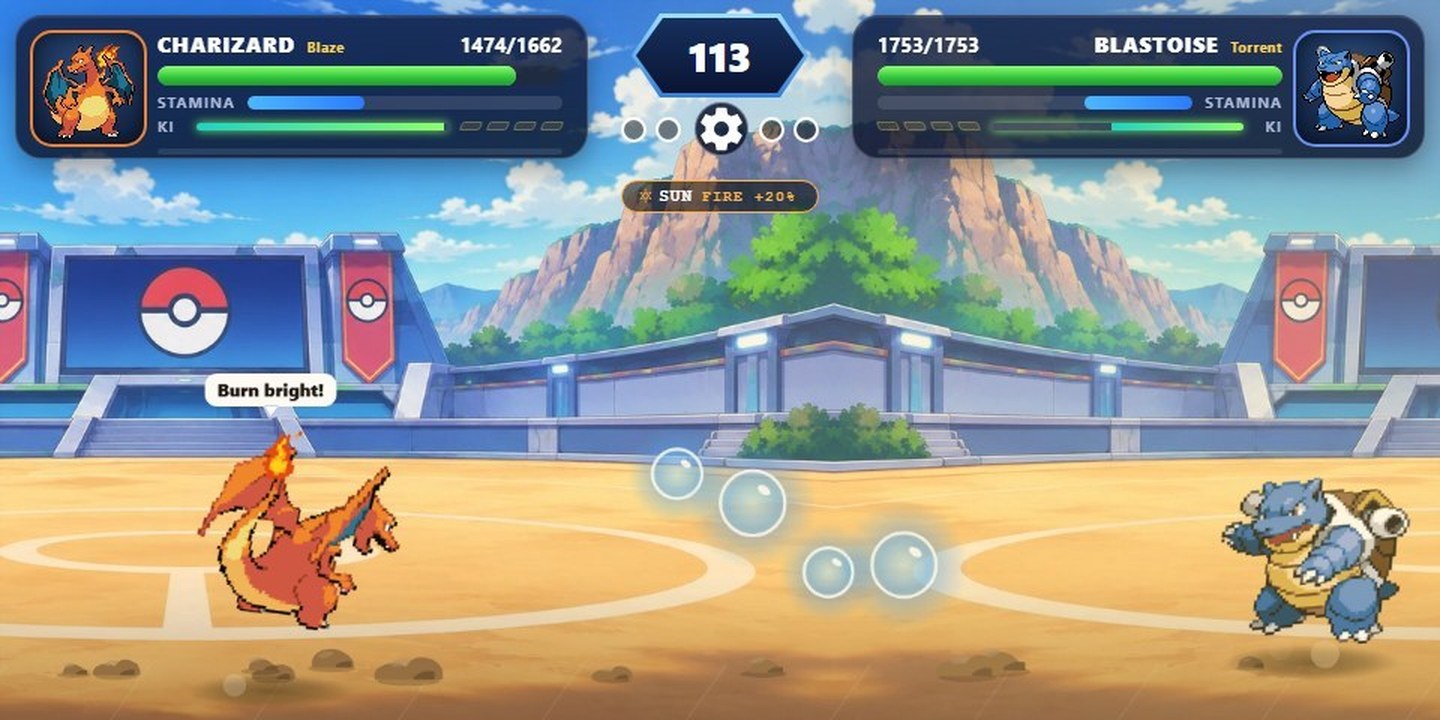 CHARIZARD Blaze 1474/1662
STAMINA
KI
113
1753/1753 BLASTOISE Torrent
STAMINA
KI
SUN FIRE +20%
Burn bright!